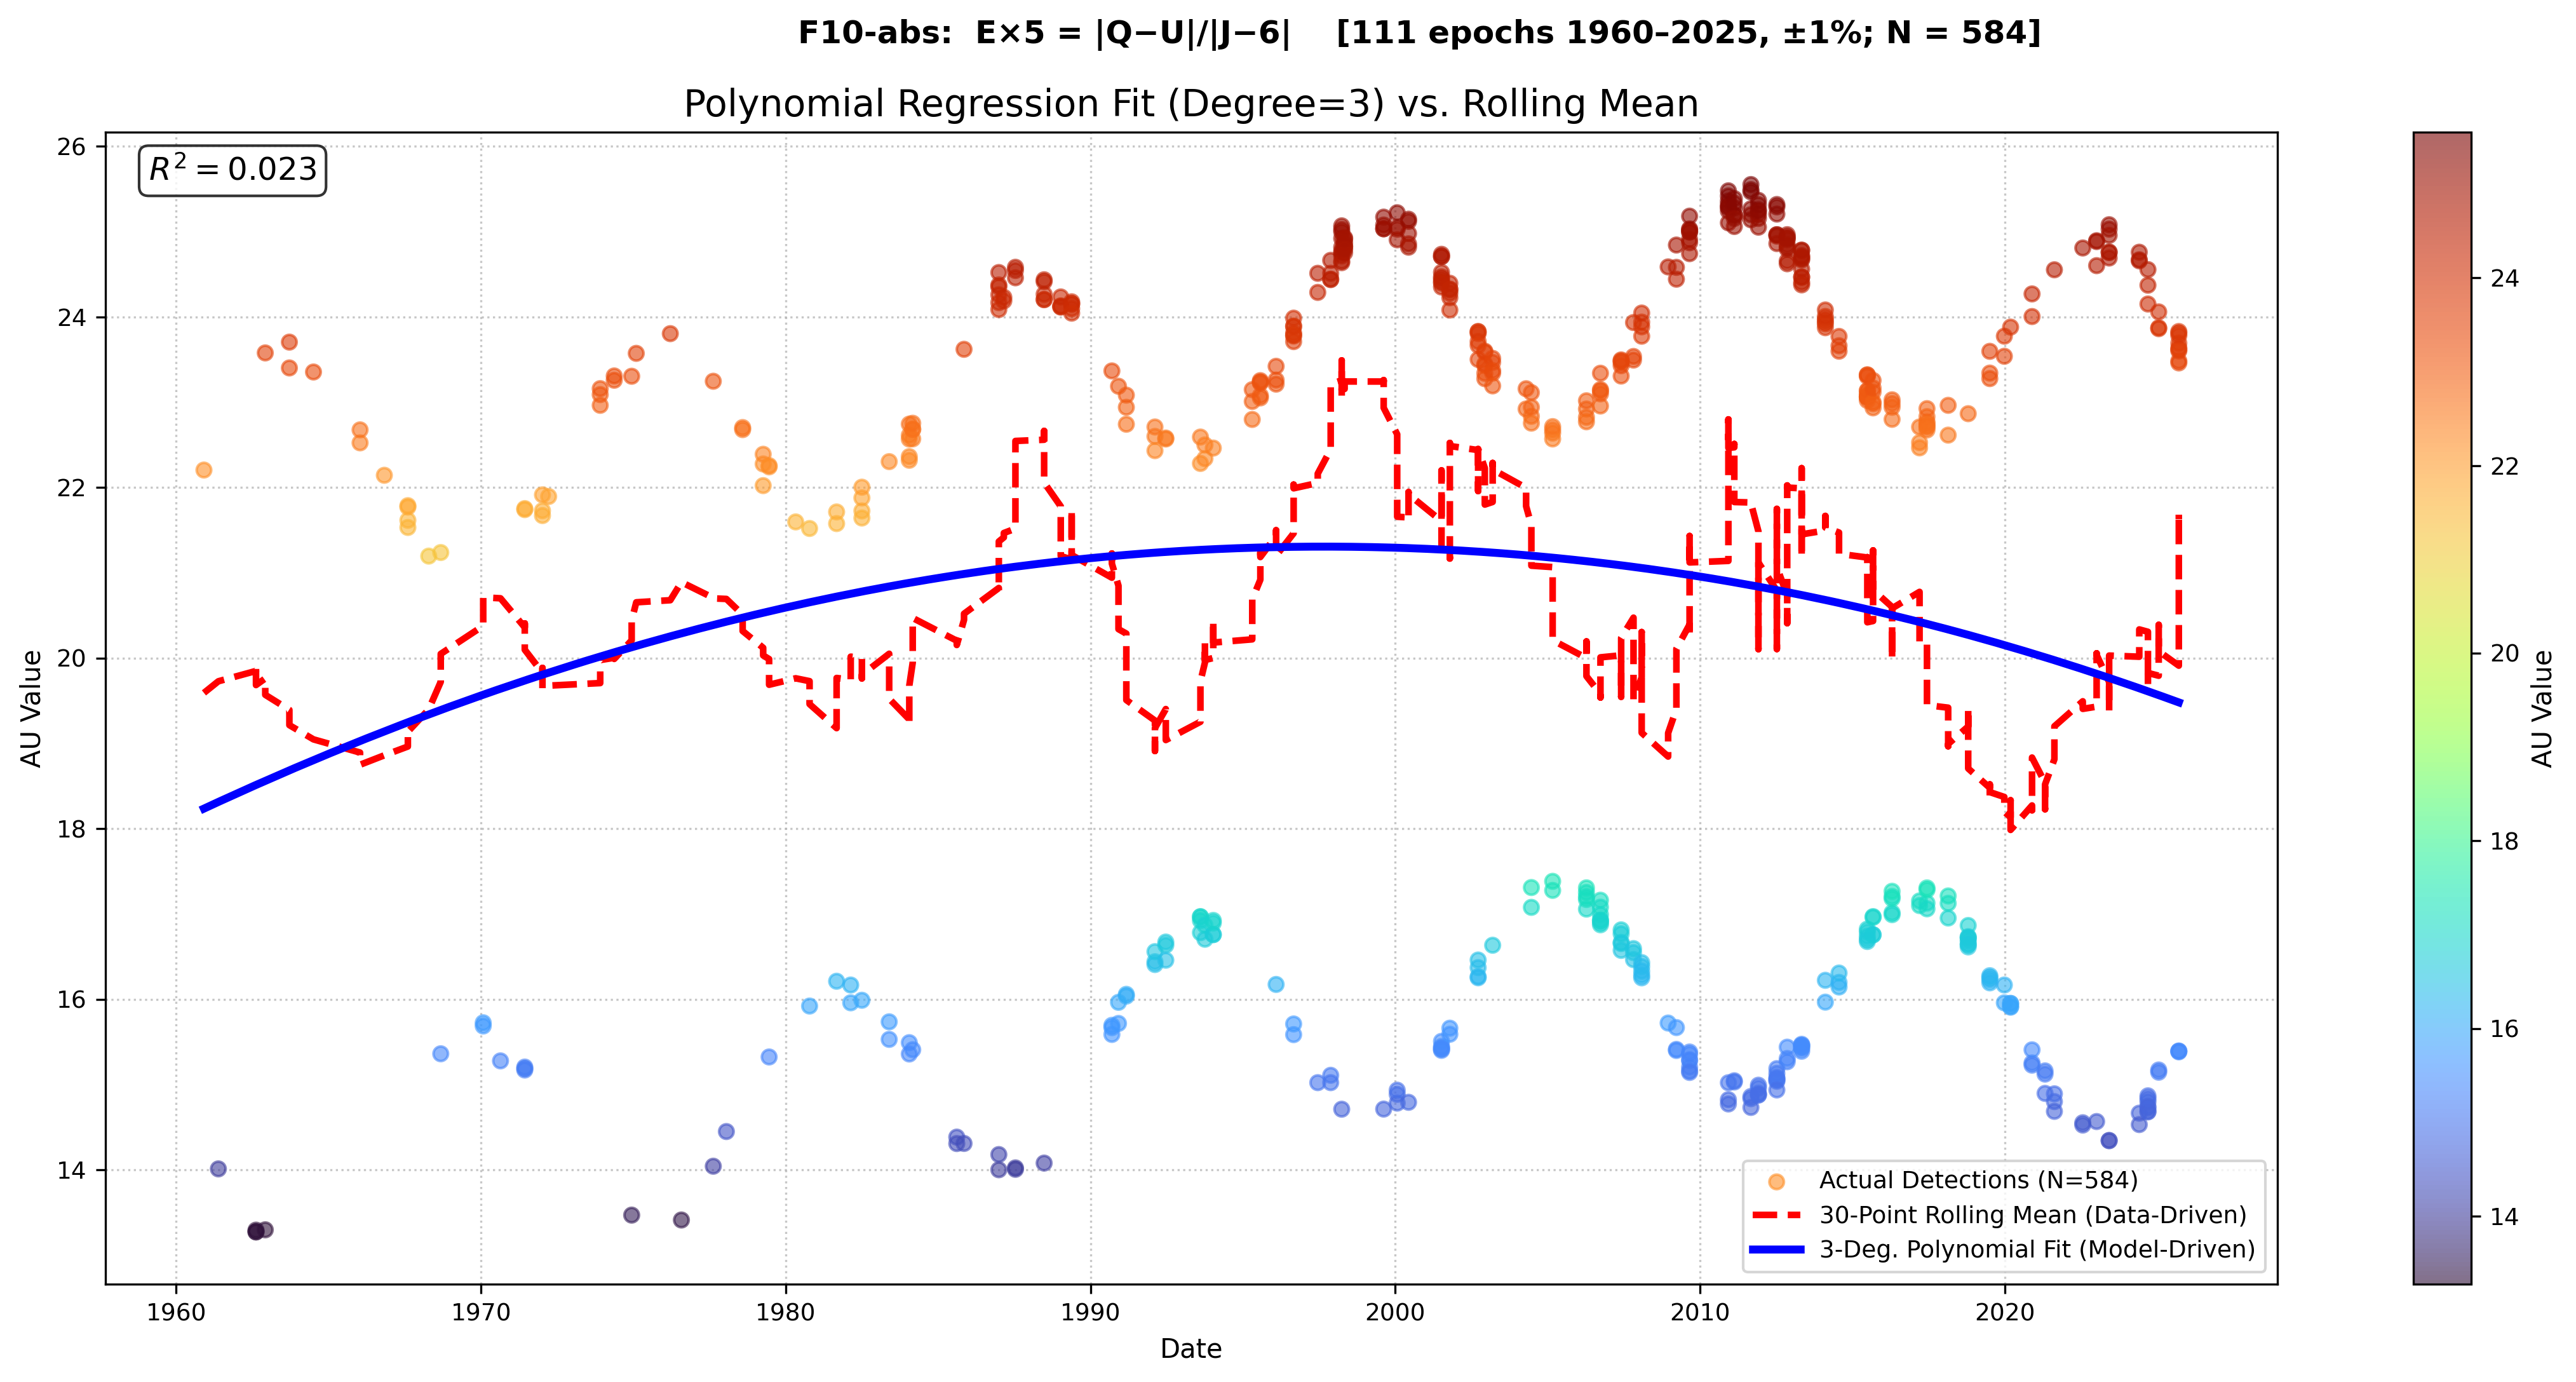 F10-abs:  E×5 = |Q−U|/|J−6|    [111 epochs 1960–2025, ±1%; N = 584]
Polynomial Regression Fit (Degree=3) vs. Rolling Mean
R² = 0.023
AU Value
26
24
22
20
18
16
14
1960 1970 1980 1990 2000 2010 2020
Date
Actual Detections (N=584)
30-Point Rolling Mean (Data-Driven)
3-Deg. Polynomial Fit (Model-Driven)
24
22
20
18
16
14
AU Value